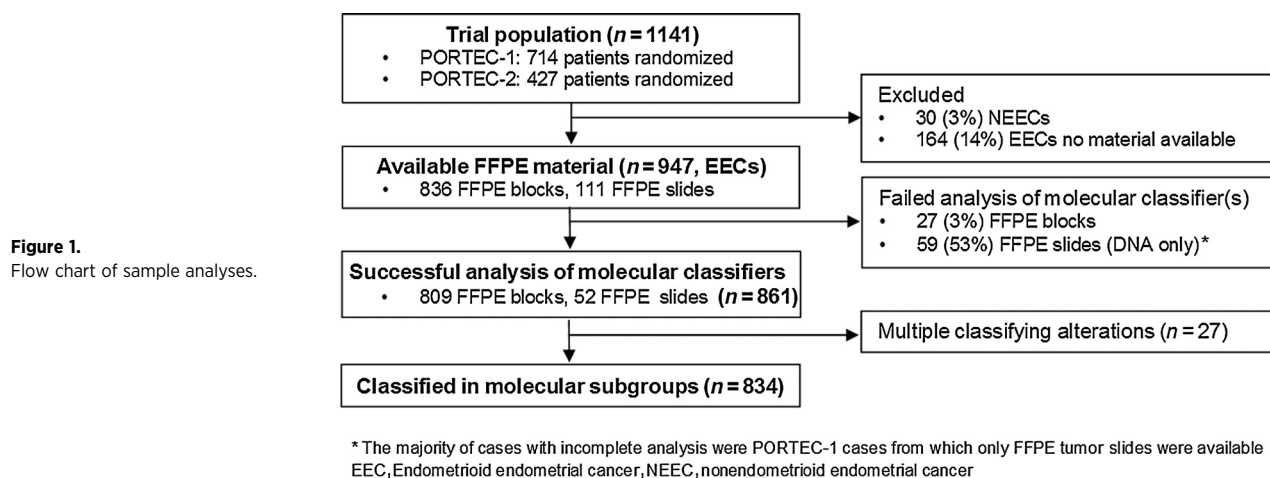 Trial population (n = 1141)
• PORTEC-1: 714 patients randomized
• PORTEC-2: 427 patients randomized
Excluded
• 30 (3%) NEECs
• 164 (14%) EECs no material available
Available FFPE material (n = 947, EECs)
• 836 FFPE blocks, 111 FFPE slides
Failed analysis of molecular classifier(s)
• 27 (3%) FFPE blocks
• 59 (53%) FFPE slides (DNA only)*
Figure 1.
Flow chart of sample analyses.
Successful analysis of molecular classifiers
• 809 FFPE blocks, 52 FFPE slides (n = 861)
Multiple classifying alterations (n = 27)
Classified in molecular subgroups (n = 834)
* The majority of cases with incomplete analysis were PORTEC-1 cases from which only FFPE tumor slides were available
EEC, Endometrioid endometrial cancer, NEEC, nonendometrioid endometrial cancer